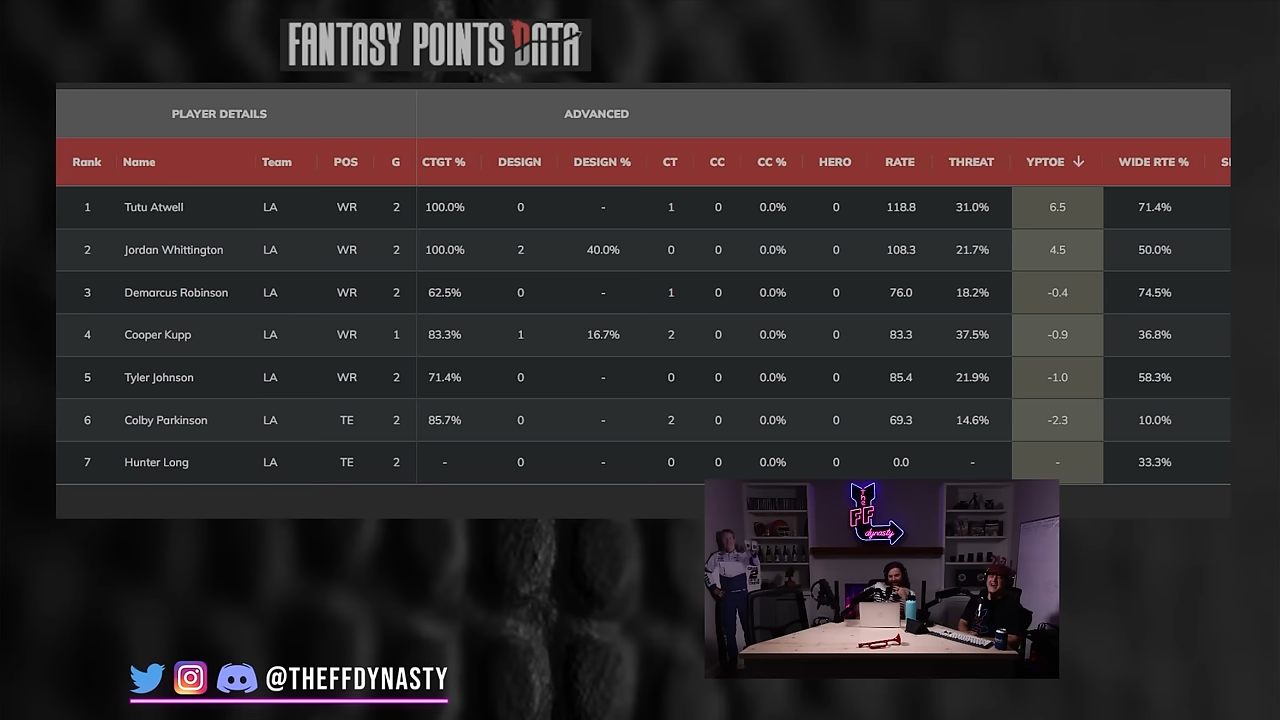 FANTASY POINTS DATA
PLAYER DETAILS ADVANCED
Rank Name Team POS G CTGT % DESIGN DESIGN % CT CC CC % HERO RATE THREAT YPTOE WIDE RTE %
1 Tutu Atwell LA WR 2 100.0% 0 - 1 0 0.0% 0 118.8 31.0% 6.5 71.4%
2 Jordan Whittington LA WR 2 100.0% 2 40.0% 0 0 0.0% 0 108.3 21.7% 4.5 50.0%
3 Demarcus Robinson LA WR 2 62.5% 0 - 1 0 0.0% 0 76.0 18.2% -0.4 74.5%
4 Cooper Kupp LA WR 1 83.3% 1 16.7% 2 0 0.0% 0 83.3 37.5% -0.9 36.8%
5 Tyler Johnson LA WR 2 71.4% 0 - 0 0 0.0% 0 85.4 21.9% -1.0 58.3%
6 Colby Parkinson LA TE 2 85.7% 0 - 2 0 0.0% 0 69.3 14.6% -2.3 10.0%
7 Hunter Long LA TE 2 - 0 - 0 0 0.0% 0 0.0 - - 33.3%
The
FF
dynasty
@THEFFDYNASTY